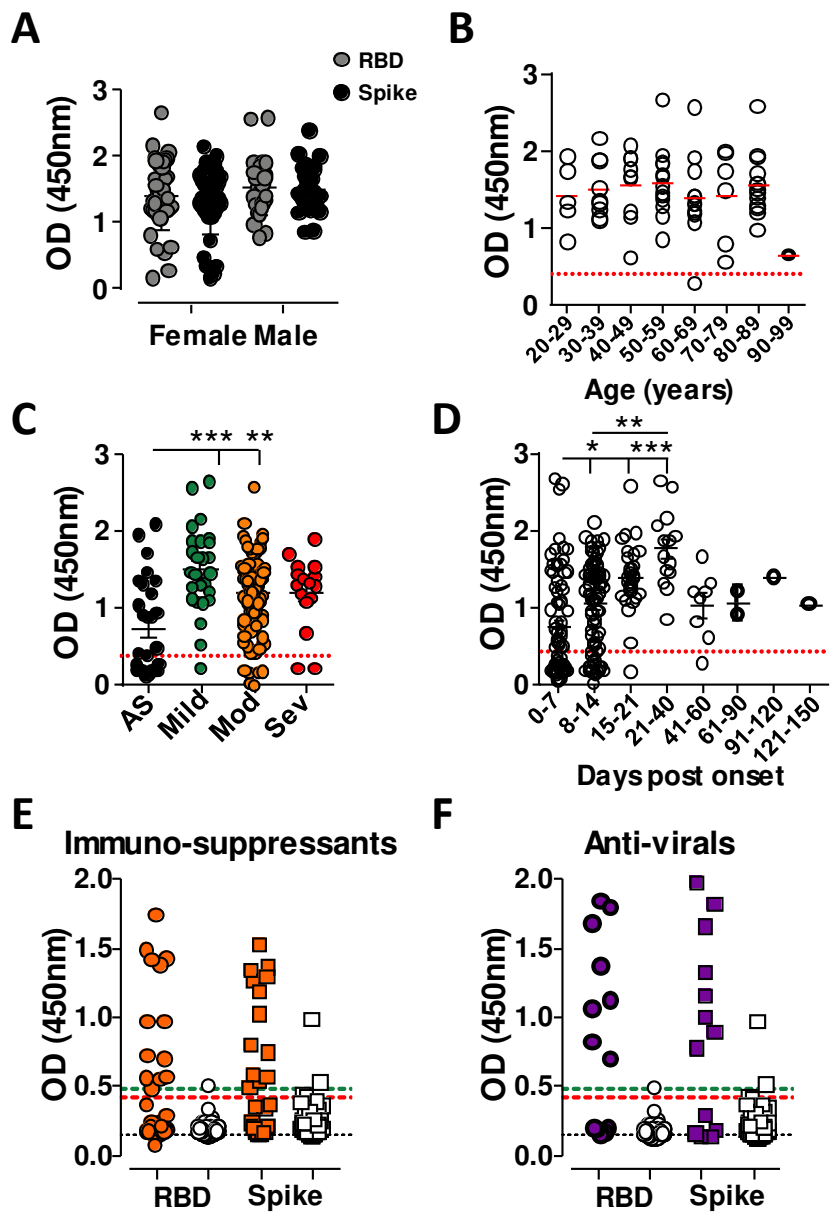 A
RBD
Spike
OD (450nm)
3
2
1
0
Female Male
B
OD (450nm)
3
2
1
0
20-29
30-39
40-49
50-59
60-69
70-79
80-89
90-99
Age (years)
C
*** **
OD (450nm)
3
2
1
0
AS
Mild
Mod
Sev
D
**
* ***
OD (450nm)
3
2
1
0
0-7
8-14
15-21
21-40
41-60
61-90
91-120
121-150
Days post onset
E
Immuno-suppressants
OD (450nm)
2.0
1.5
1.0
0.5
0.0
RBD Spike
F
Anti-virals
OD (450nm)
2.0
1.5
1.0
0.5
0.0
RBD Spike